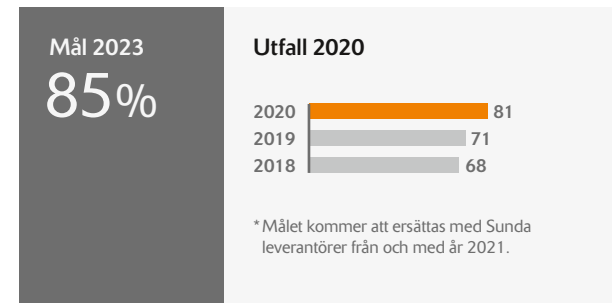 Mål 2023
85%
Utfall 2020
2020 81
2019 71
2018 68
* Målet kommer att ersättas med Sunda
leverantörer från och med år 2021.